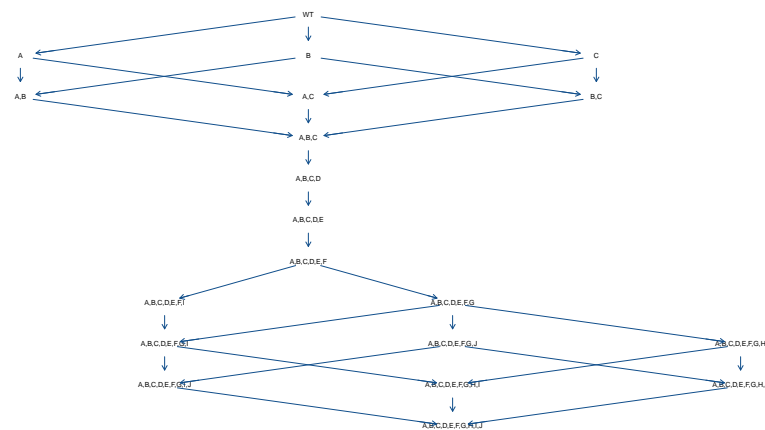 WT
A B C
A,B A,C B,C
A,B,C
A,B,C,D
A,B,C,D,E
A,B,C,D,E,F
A,B,C,D,E,F,I A,B,C,D,E,F,G
A,B,C,D,E,F,G,I A,B,C,D,E,F,G,J A,B,C,D,E,F,G,H
A,B,C,D,E,F,G,I,J A,B,C,D,E,F,G,H,I A,B,C,D,E,F,G,H,
A,B,C,D,E,F,G,H,I,J